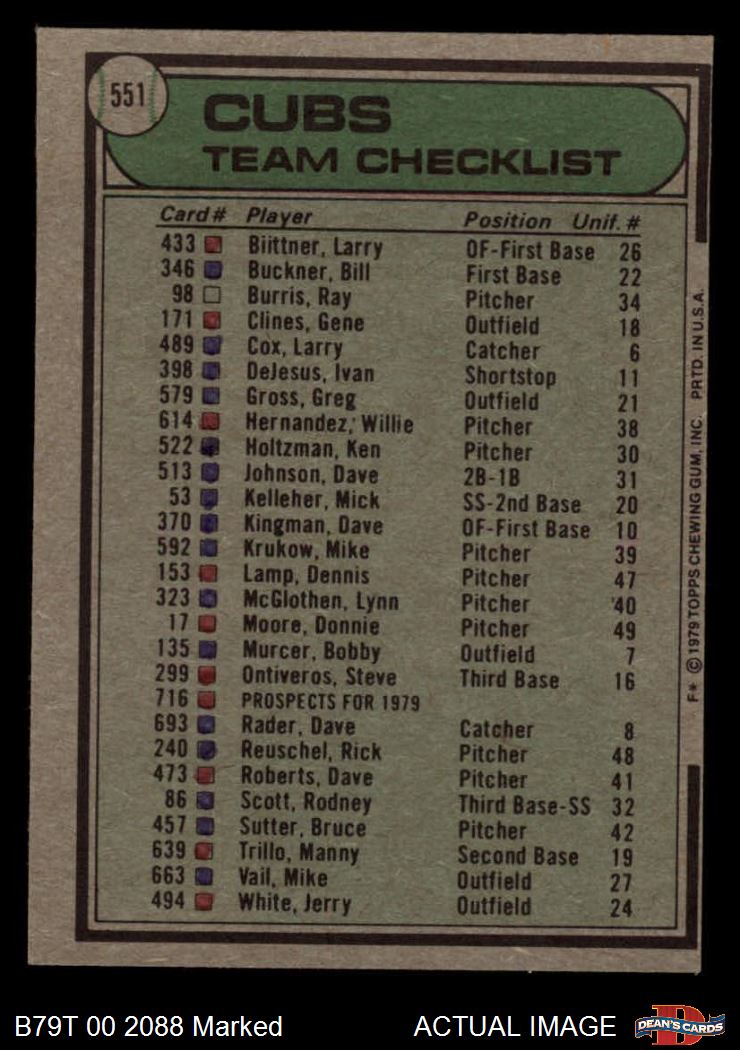 551
CUBS
TEAM CHECKLIST
Card# Player Position Unif. #
433 Biittner, Larry OF-First Base 26
346 Buckner, Bill First Base 22
98 Burris, Ray Pitcher 34
171 Clines, Gene Outfield 18
489 Cox, Larry Catcher 6
398 DeJesus, Ivan Shortstop 11
579 Gross, Greg Outfield 21
614 Hernandez, Willie Pitcher 38
522 Holtzman, Ken Pitcher 30
513 Johnson, Dave 2B-1B 31
53 Kelleher, Mick SS-2nd Base 20
370 Kingman, Dave OF-First Base 10
592 Krukow, Mike Pitcher 39
153 Lamp, Dennis Pitcher 47
323 McGlothen, Lynn Pitcher 40
17 Moore, Donnie Pitcher 49
135 Murcer, Bobby Outfield 7
299 Ontiveros, Steve Third Base 16
716 PROSPECTS FOR 1979
693 Rader, Dave Catcher 8
240 Reuschel, Rick Pitcher 48
473 Roberts, Dave Pitcher 41
86 Scott, Rodney Third Base-SS 32
457 Sutter, Bruce Pitcher 42
639 Trillo, Manny Second Base 19
663 Vail, Mike Outfield 27
494 White, Jerry Outfield 24
F* © 1979 TOPPS CHEWING GUM, INC. PRTD. IN U.S.A.
B79T 00 2088 Marked ACTUAL IMAGE
DEAN'S CARDS